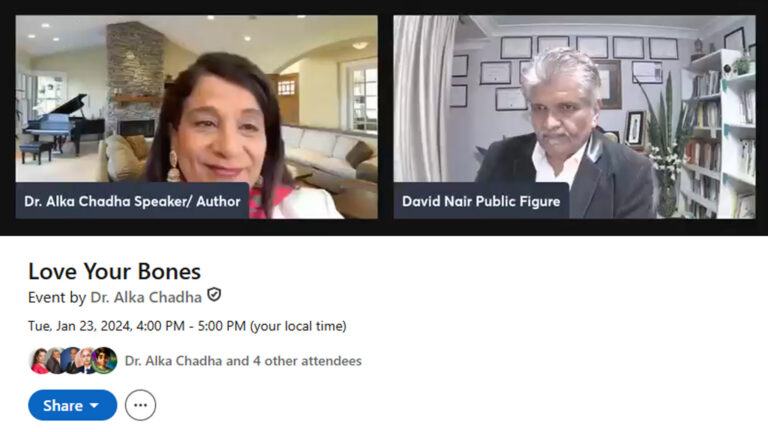 Dr. Alka Chadha Speaker/ Author
David Nair Public Figure
Love Your Bones
Event by Dr. Alka Chadha
Tue, Jan 23, 2024, 4:00 PM - 5:00 PM (your local time)
Dr. Alka Chadha and 4 other attendees
Share